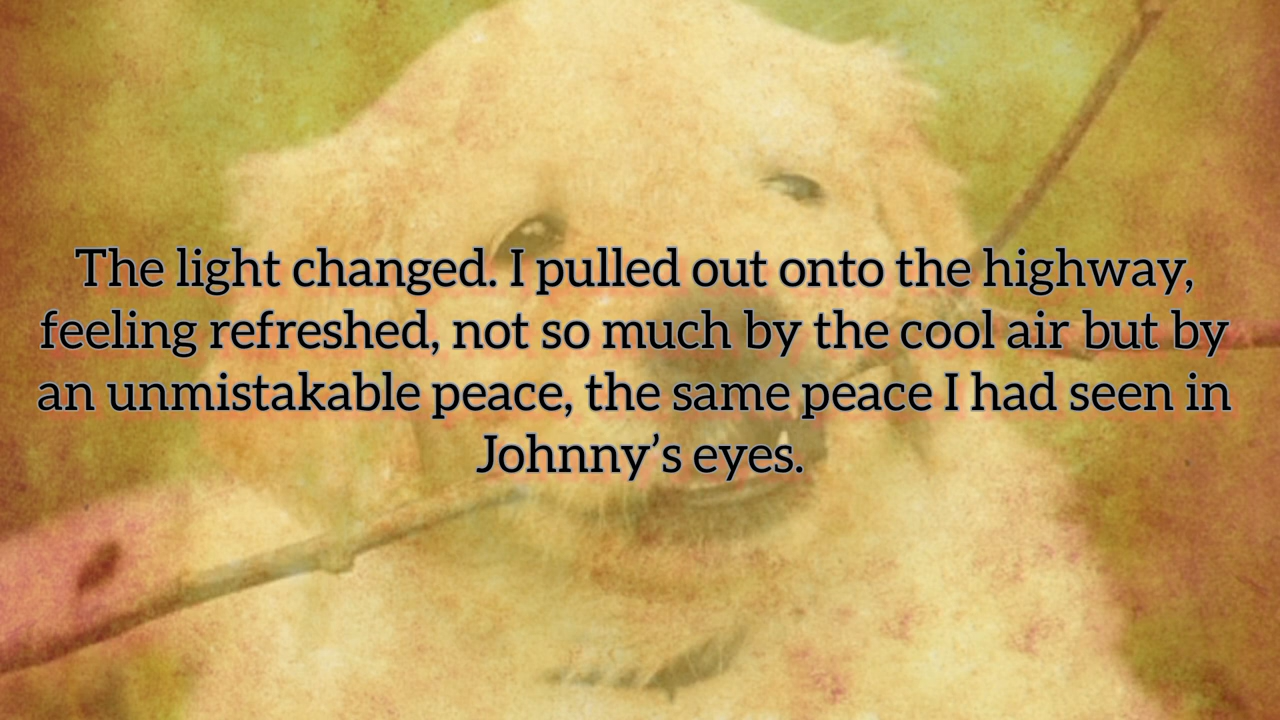 The light changed. I pulled out onto the highway,
feeling refreshed, not so much by the cool air but by
an unmistakable peace, the same peace I had seen in
Johnny’s eyes.